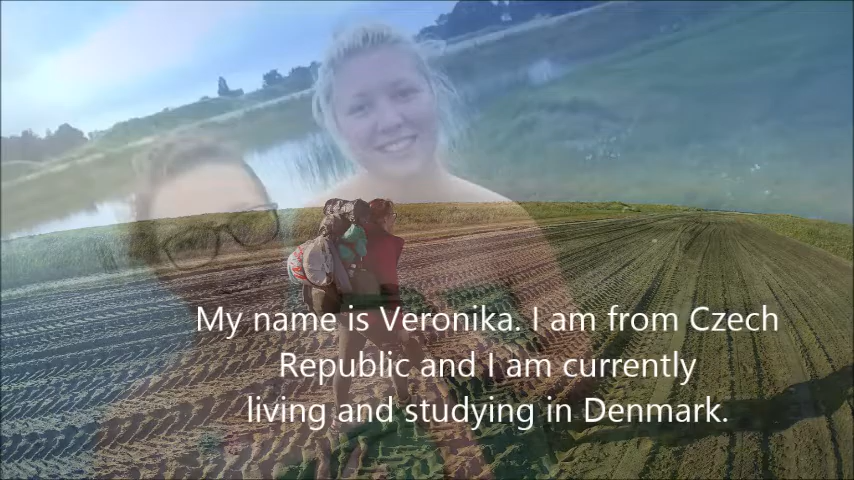 My name is Veronika. I am from Czech
Republic and I am currently
living and studying in Denmark.